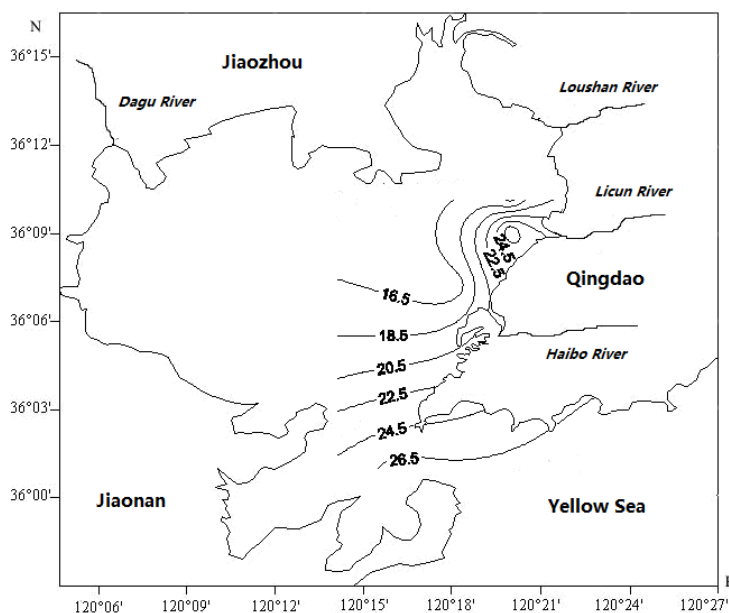 N
36°15'
Jiaozhou
Dagu River
Loushan River
36°12'
Licun River
36°09'
24.5
22.5
Qingdao
16.5
36°06'
18.5
Haibo River
20.5
22.5
36°03'
24.5
26.5
36°00'
Jiaonan
Yellow Sea
120°06' 120°09' 120°12' 120°15' 120°18' 120°21' 120°24' 120°27'